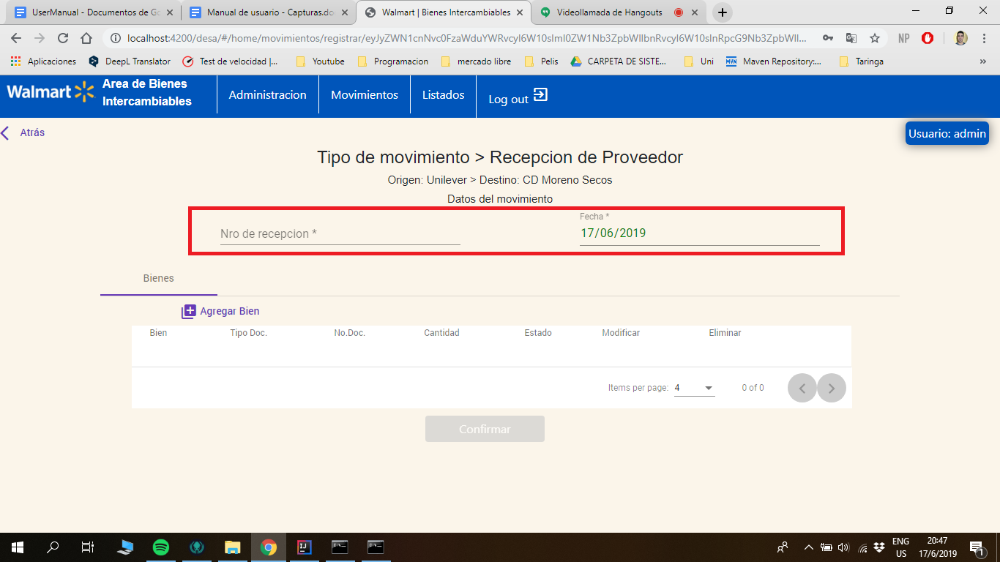 UserManual - Documentos de Go
Manual de usuario - Capturas.do
Walmart | Bienes Intercambiables
Videollamada de Hangouts
localhost:4200/desa/#/home/movimientos/registrar/eyJyZWN1cnNvc0FzaWduYWRvcyI6W10sImI0ZW1Nb3ZpbWllbnRvcyI6W10sInRpcG9Nb3ZpbWll...
NP
Aplicaciones
DeepL Translator
Test de velocidad |...
Youtube
Programacion
mercado libre
Pelis
CARPETA DE SISTE...
Uni
MVN
Maven Repository:...
Taringa
»
Walmart
Area de Bienes
Intercambiables
Administracion
Movimientos
Listados
Log out
Atrás
Usuario: admin
Tipo de movimiento > Recepcion de Proveedor
Origen: Unilever > Destino: CD Moreno Secos
Datos del movimiento
Nro de recepcion *
Fecha *
17/06/2019
Bienes
Agregar Bien
Bien
Tipo Doc.
No.Doc.
Cantidad
Estado
Modificar
Eliminar
Items per page:
4
0 of 0
Confirmar
ENG
US
20:47
17/6/2019
1